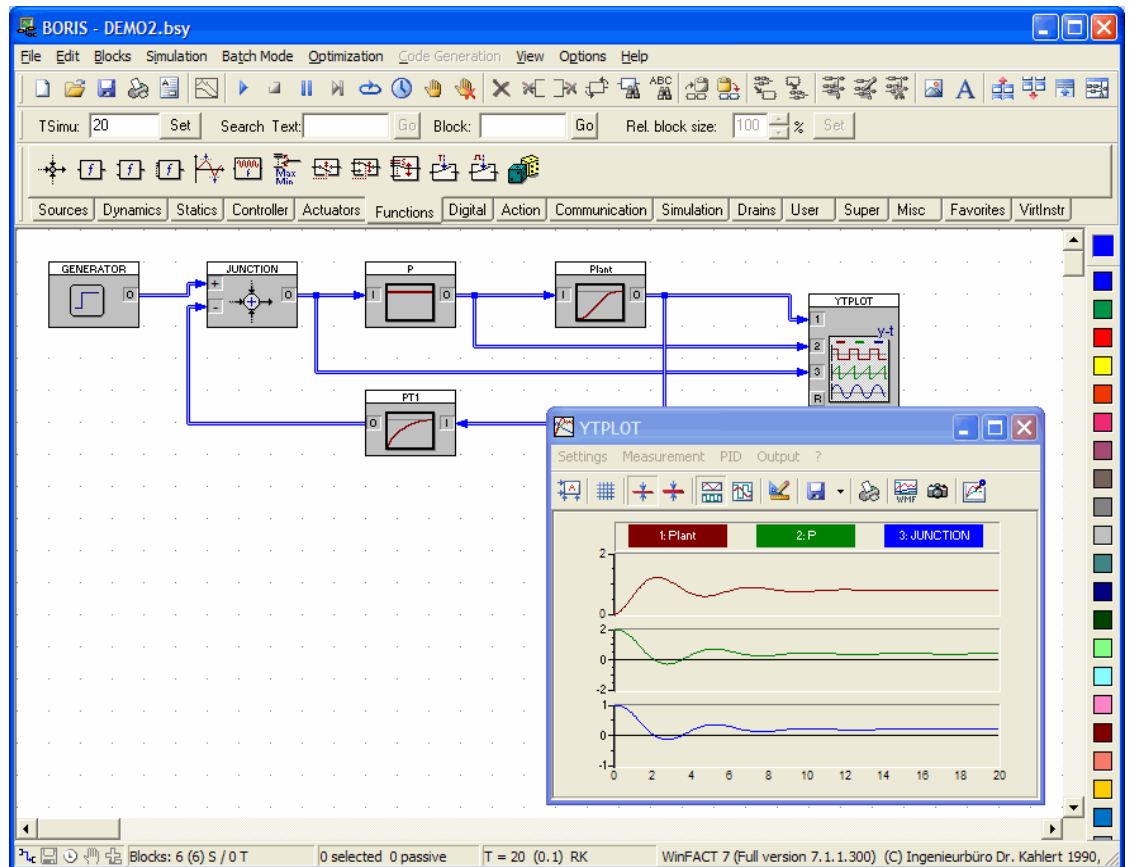 BORIS - DEMO2.bsy
File Edit Blocks Simulation Batch Mode Optimization Code Generation View Options Help
ABC
A
TSimu: 20 Set Search Text: Go Block: Go Rel. block size: 100 % Set
f f f f Max Min
Sources Dynamics Statics Controller Actuators Functions Digital Action Communication Simulation Drains User Super Misc Favorites VirtInstr
GENERATOR JUNCTION P Plant
O + - O I O I O
YTPLOT
1 y-t
2
3
R
PT1
O I
YTPLOT
Settings Measurement PID Output ?
WMF
1: Plant 2: P 3: JUNCTION
2
0
2
0
-2
1
0
-1
0 2 4 6 8 10 12 14 16 18 20
Blocks: 6 (6) S / 0 T 0 selected 0 passive T = 20 (0.1) RK WinFACT 7 (Full version 7.1.1.300) (C) Ingenieurbüro Dr. Kahlert 1990,